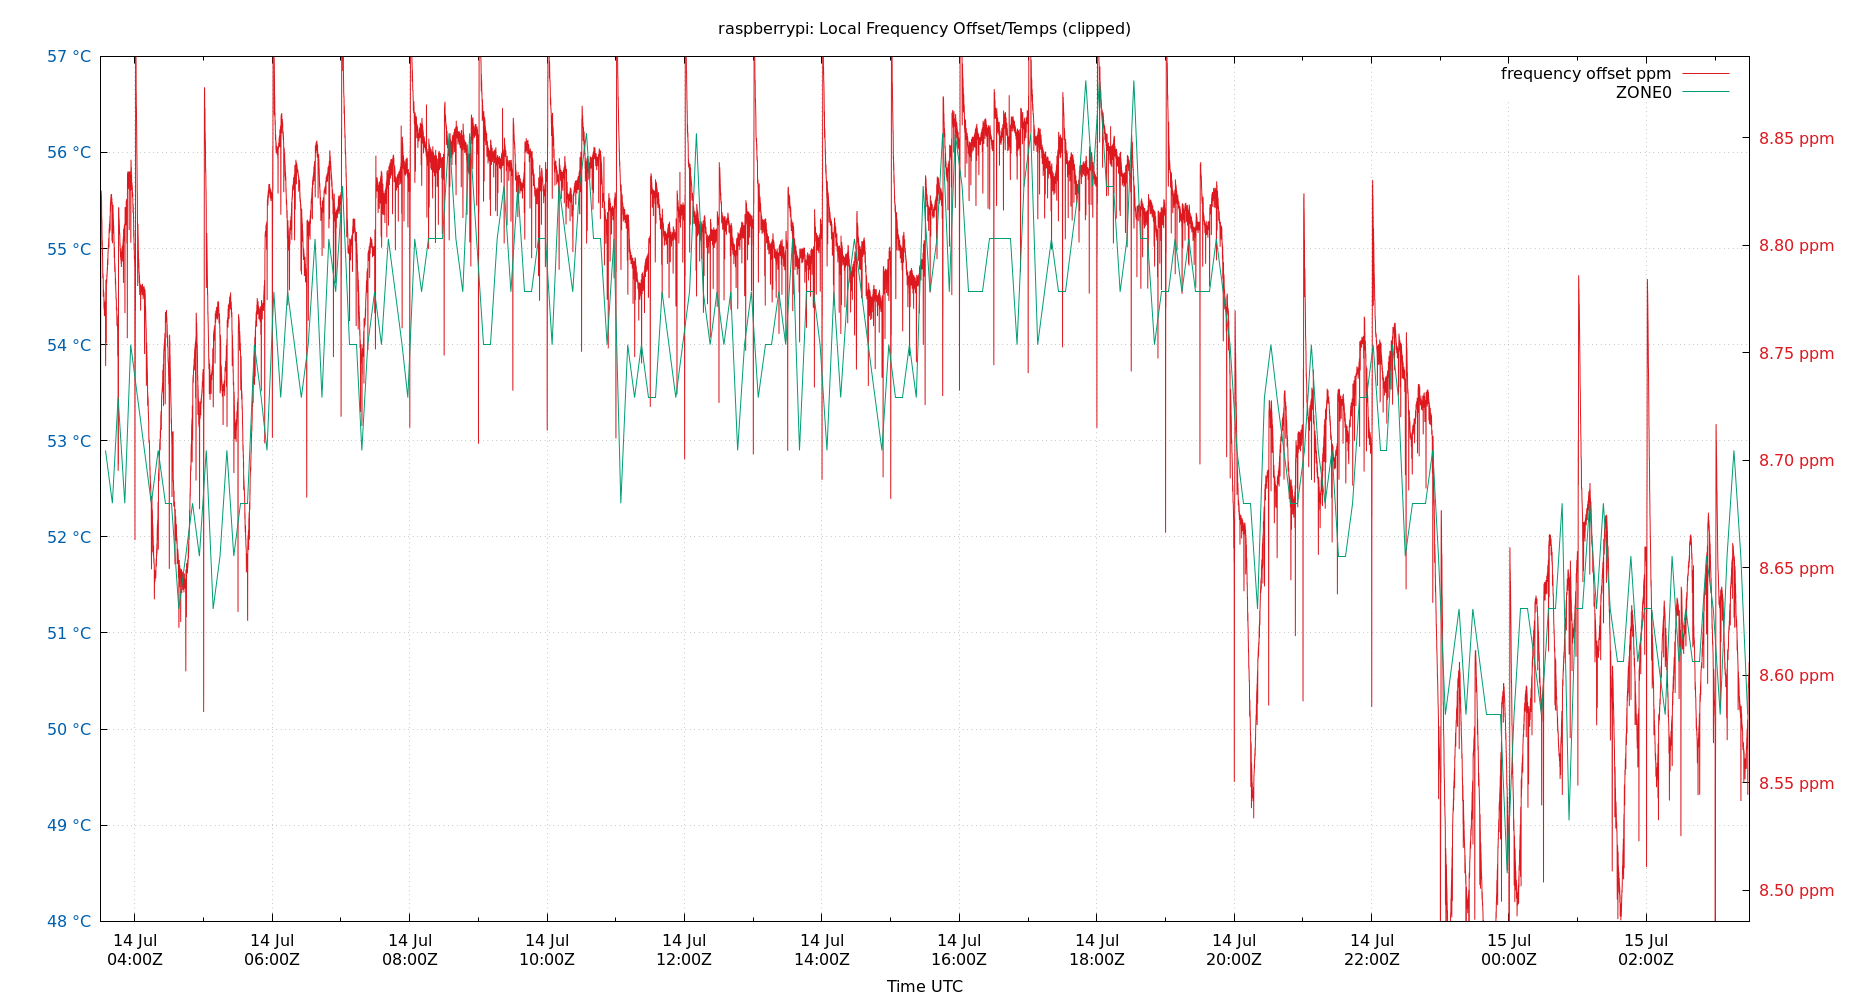 raspberrypi: Local Frequency Offset/Temps (clipped)
57 °C
56 °C
55 °C
54 °C
53 °C
52 °C
51 °C
50 °C
49 °C
48 °C
frequency offset ppm
ZONE0
8.85 ppm
8.80 ppm
8.75 ppm
8.70 ppm
8.65 ppm
8.60 ppm
8.55 ppm
8.50 ppm
14 Jul 14 Jul 14 Jul 14 Jul 14 Jul 14 Jul 14 Jul 14 Jul 14 Jul 14 Jul 15 Jul 15 Jul
04:00Z 06:00Z 08:00Z 10:00Z 12:00Z 14:00Z 16:00Z 18:00Z 20:00Z 22:00Z 00:00Z 02:00Z
Time UTC